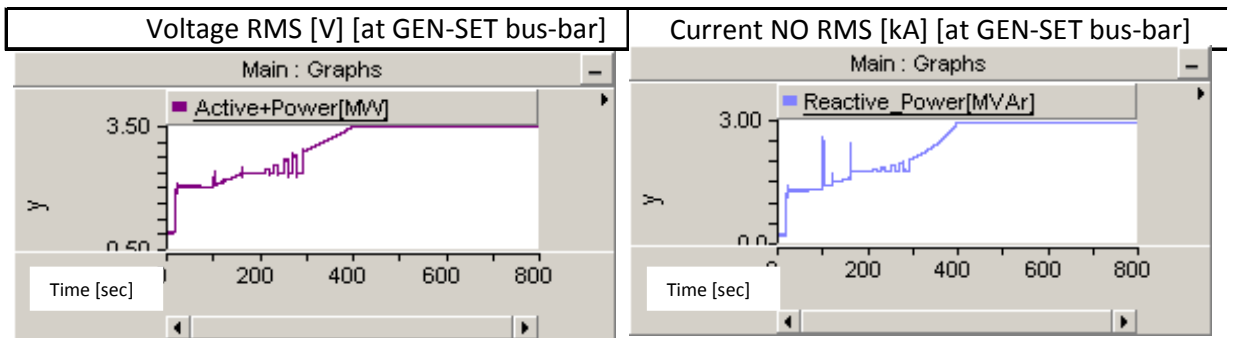 Voltage RMS [V] [at GEN-SET bus-bar]
Current NO RMS [kA] [at GEN-SET bus-bar]
Main : Graphs
Active+Power[MW]
3.50
y
0.50
200 400 600 800
Time [sec]
Main : Graphs
Reactive_Power[MVAr]
3.00
y
0.0
200 400 600 800
Time [sec]